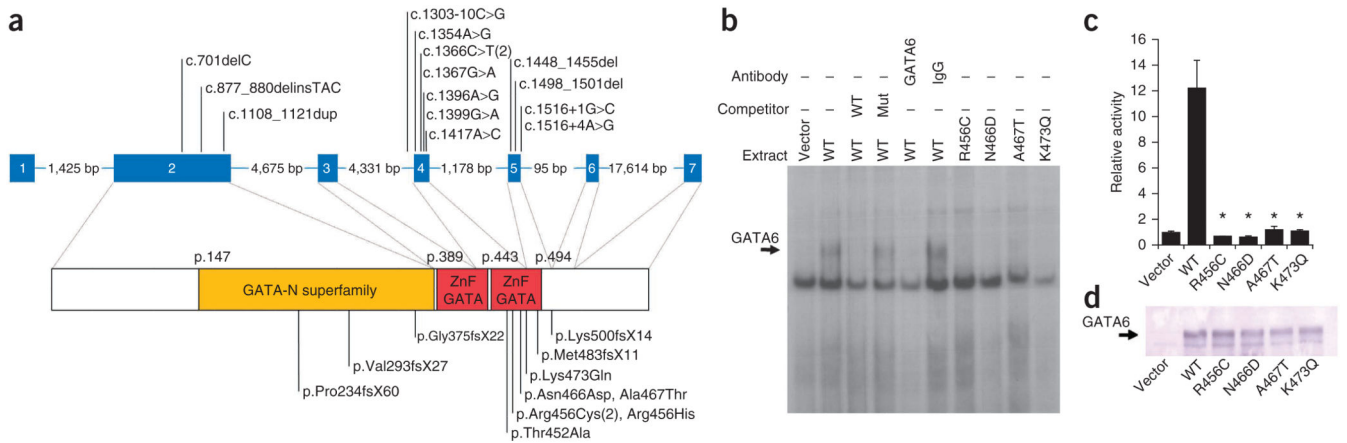 a
c.701delC
c.877_880delinsTAC
c.1108_1121dup
c.1303-10C>G
c.1354A>G
c.1366C>T(2)
c.1367G>A
c.1396A>G
c.1399G>A
c.1417A>C
c.1448_1455del
c.1498_1501del
c.1516+1G>C
c.1516+4A>G
1 1,425 bp 2 4,675 bp 3 4,331 bp 4 1,178 bp 5 95 bp 6 17,614 bp 7
p.147 p.389 p.443 p.494
GATA-N superfamily
ZnF
GATA
ZnF
GATA
p.Gly375fsX22
p.Val293fsX27
p.Pro234fsX60
p.Lys500fsX14
p.Met483fsX11
p.Lys473Gln
p.Asn466Asp, Ala467Thr
p.Arg456Cys(2), Arg456His
p.Thr452Ala
b
Antibody – – – – GATA6 IgG – – – –
Competitor – – WT Mut – – – – – –
Extract Vector WT WT WT WT WT R456C N466D A467T K473Q
GATA6
c
Relative activity
16
14
12
10
8
6
4
2
0
* * * *
Vector WT R456C N466D A467T K473Q
d
GATA6
Vector WT R456C N466D A467T K473Q